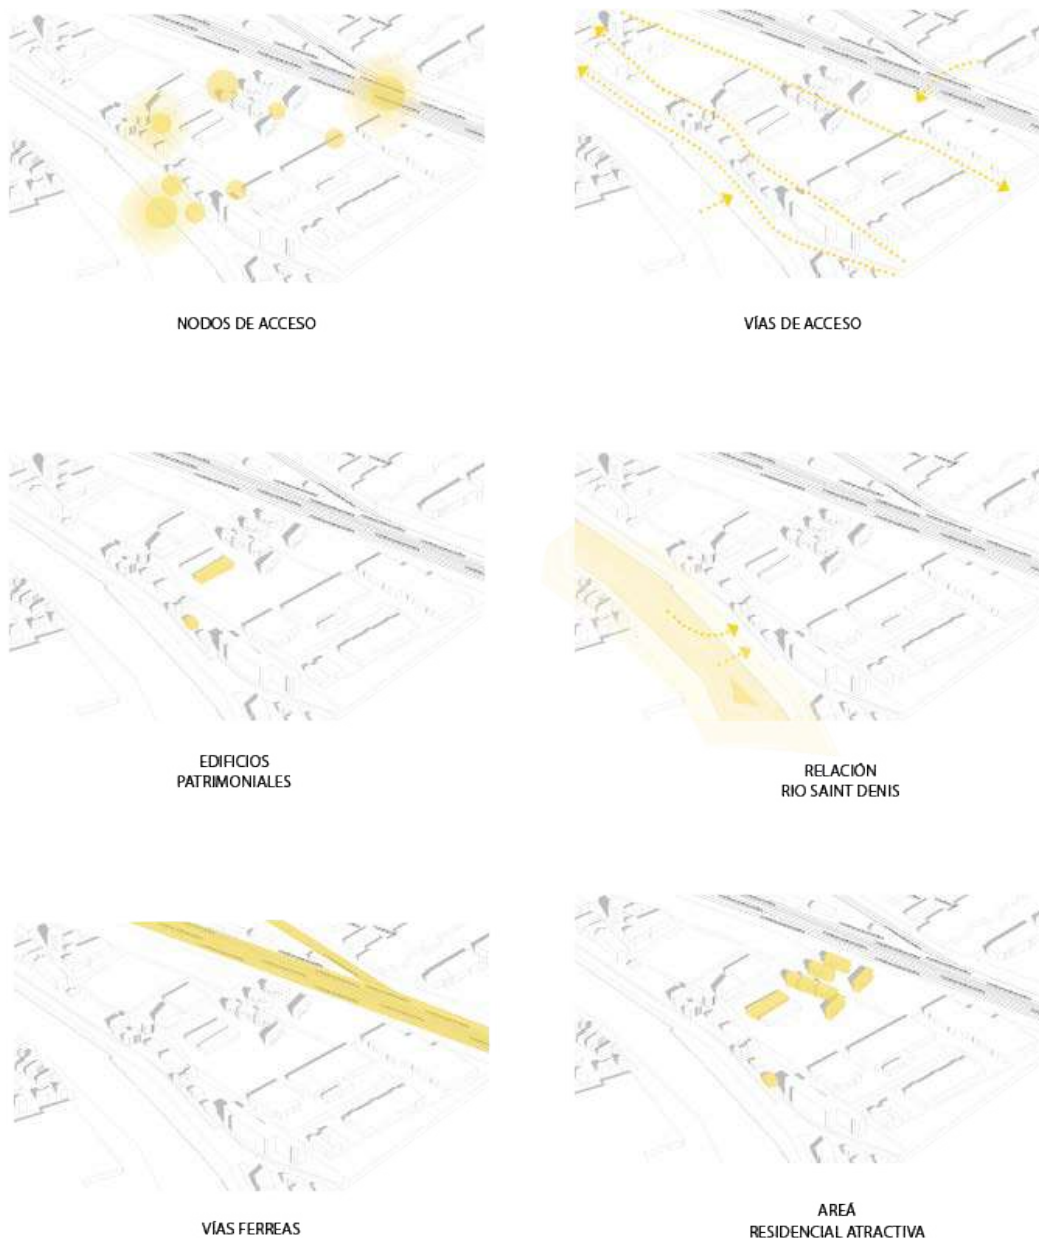 NODOS DE ACCESO
VÍAS DE ACCESO
EDIFICIOS
PATRIMONIALES
RELACIÓN
RIO SAINT DENIS
VÍAS FERREAS
AREÁ
RESIDENCIAL ATRACTIVA